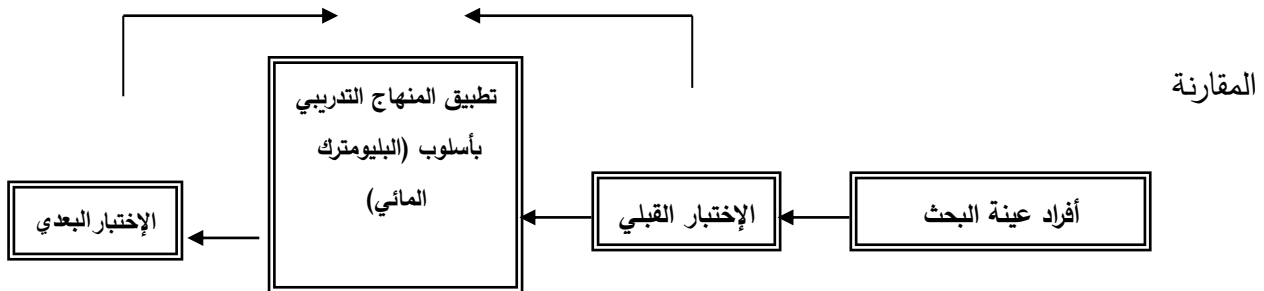 المقارنة
أفراد عينة البحث
الإختبار القبلي
تطبيق المنهاج التدريبي
بأسلوب (البليومترك
المائي)
الإختبار البعدي